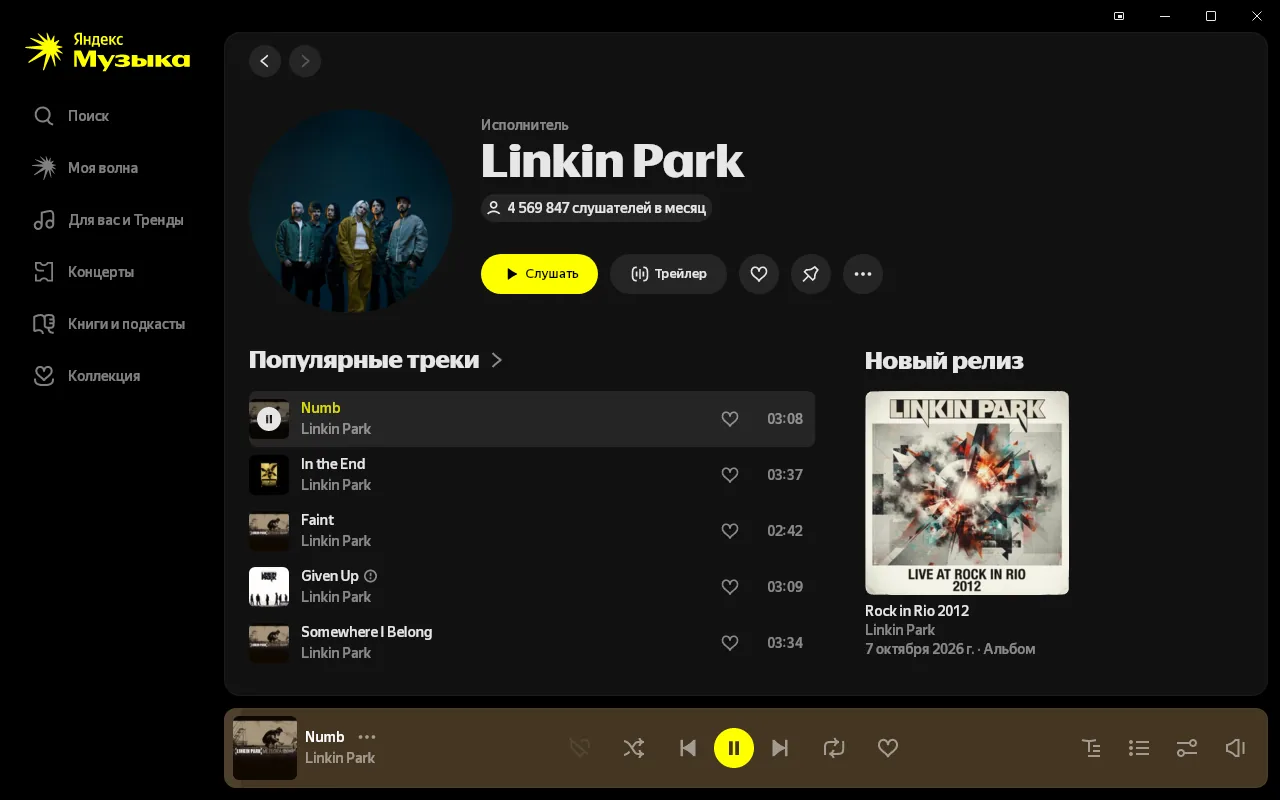 Яндекс
Музыка
Поиск
Моя волна
Для вас и Тренды
Концерты
Книги и подкасты
Коллекция
Исполнитель
Linkin Park
4 569 847 слушателей в месяц
Слушать
Трейлер
Популярные треки
Numb
Linkin Park
03:08
In the End
Linkin Park
03:37
Faint
Linkin Park
02:42
Given Up
Linkin Park
03:09
Somewhere I Belong
Linkin Park
03:34
Новый релиз
LINKIN PARK
LIVE AT ROCK IN RIO
2012
Rock in Rio 2012
Linkin Park
7 октября 2026 г. · Альбом
Numb
Linkin Park